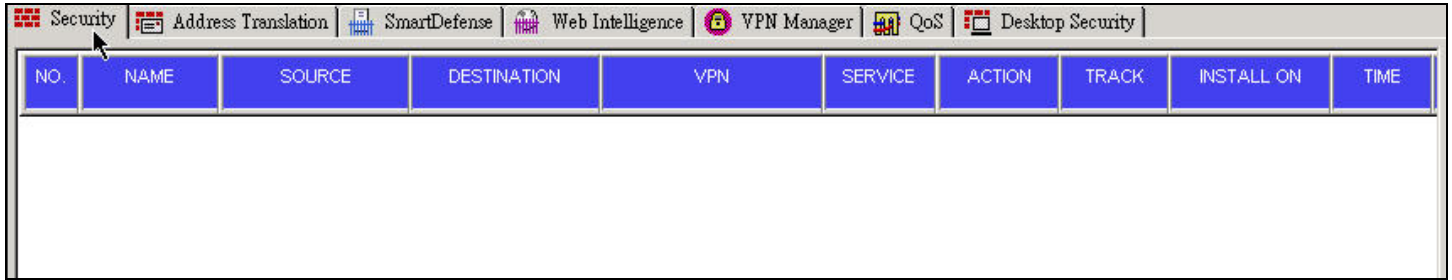 Security Address Translation SmartDefense Web Intelligence VPN Manager QoS Desktop Security
NO. NAME SOURCE DESTINATION VPN SERVICE ACTION TRACK INSTALL ON TIME